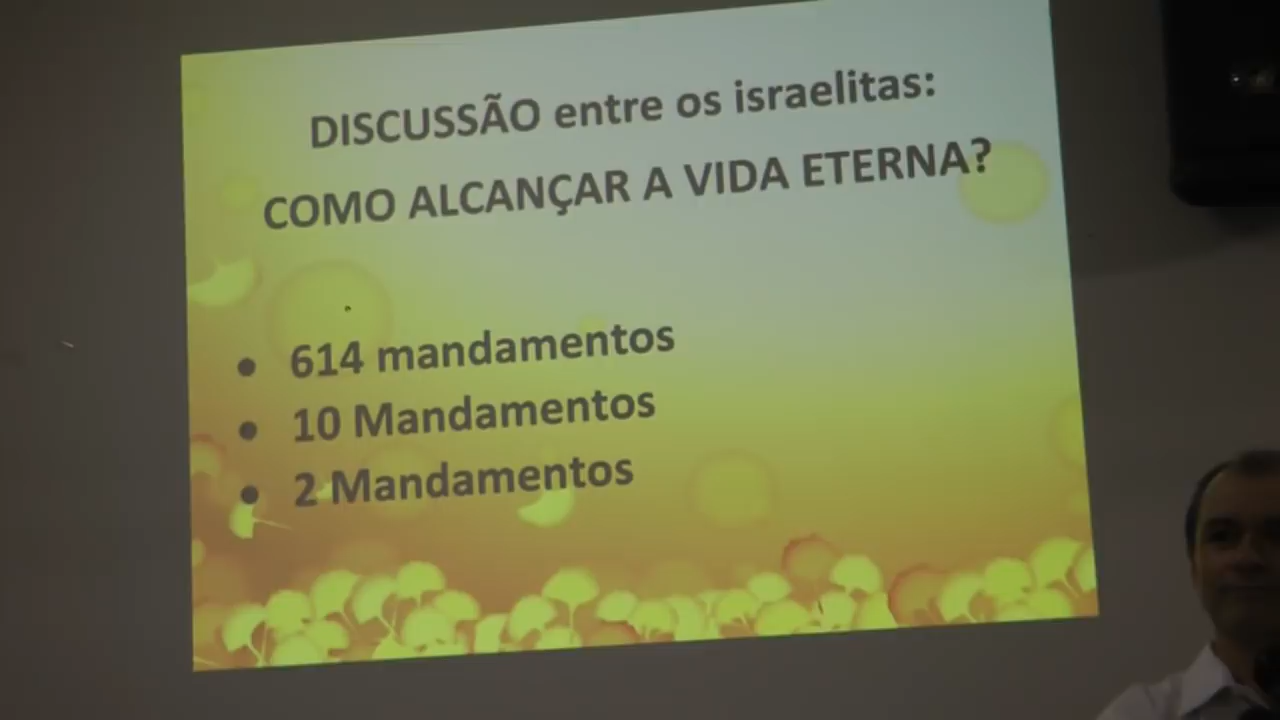 DISCUSSÃO entre os israelitas:
COMO ALCANÇAR A VIDA ETERNA?
• 614 mandamentos
• 10 Mandamentos
• 2 Mandamentos